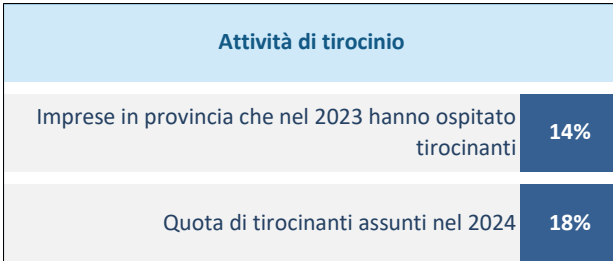 Attività di tirocinio
Imprese in provincia che nel 2023 hanno ospitato
tirocinanti
14%
Quota di tirocinanti assunti nel 2024
18%